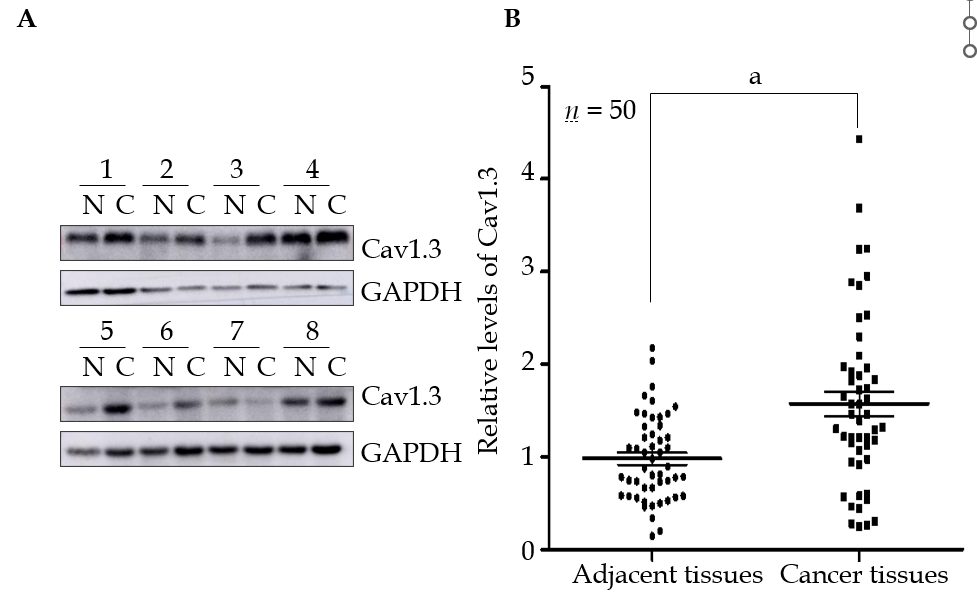 A
1 2 3 4
N C N C N C N C
Cav1.3
GAPDH
5 6 7 8
N C N C N C N C
Cav1.3
GAPDH
B
a
n = 50
Relative levels of Cav1.3
5
4
3
2
1
0
Adjacent tissues Cancer tissues